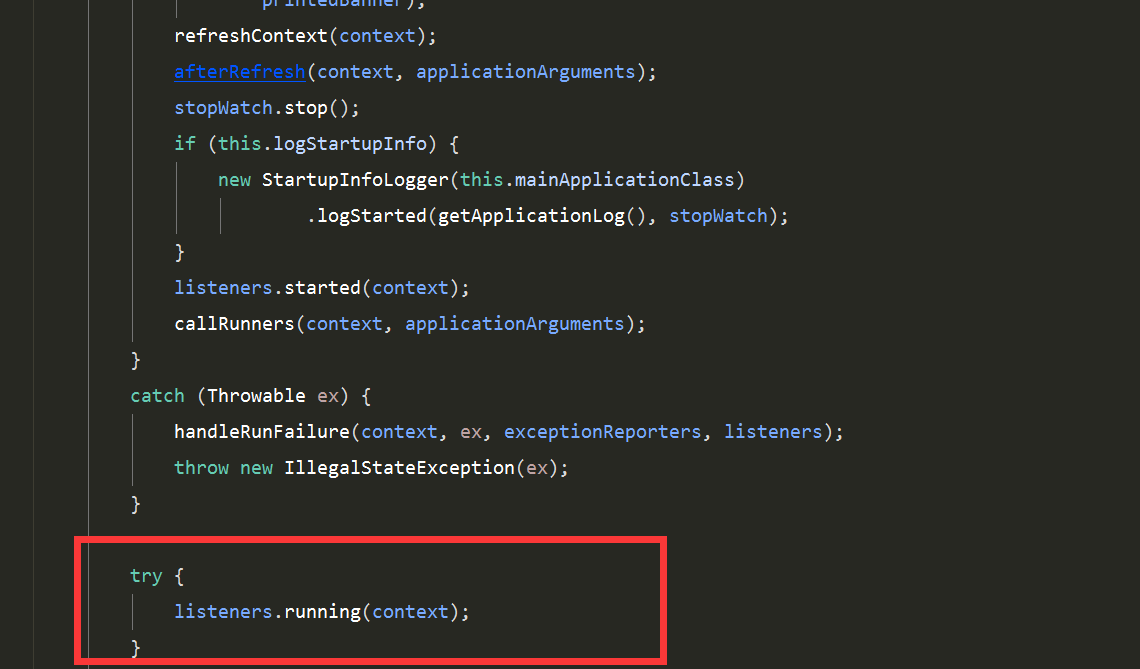 printedBanner);
refreshContext(context);
afterRefresh(context, applicationArguments);
stopWatch.stop();
if (this.logStartupInfo) {
new StartupInfoLogger(this.mainApplicationClass)
.logStarted(getApplicationLog(), stopWatch);
}
listeners.started(context);
callRunners(context, applicationArguments);
}
catch (Throwable ex) {
handleRunFailure(context, ex, exceptionReporters, listeners);
throw new IllegalStateException(ex);
}
try {
listeners.running(context);
}